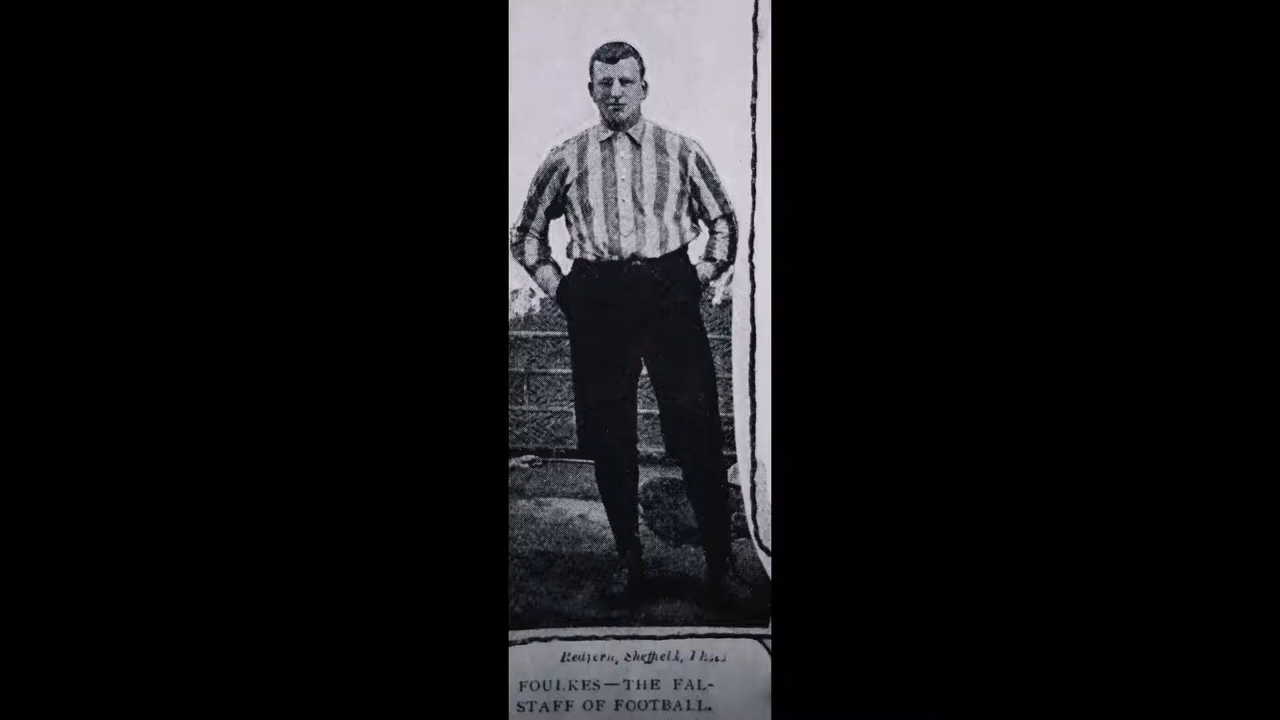 Redfern, Sheffield,
FOULKES—THE FAL-
STAFF OF FOOTBALL.